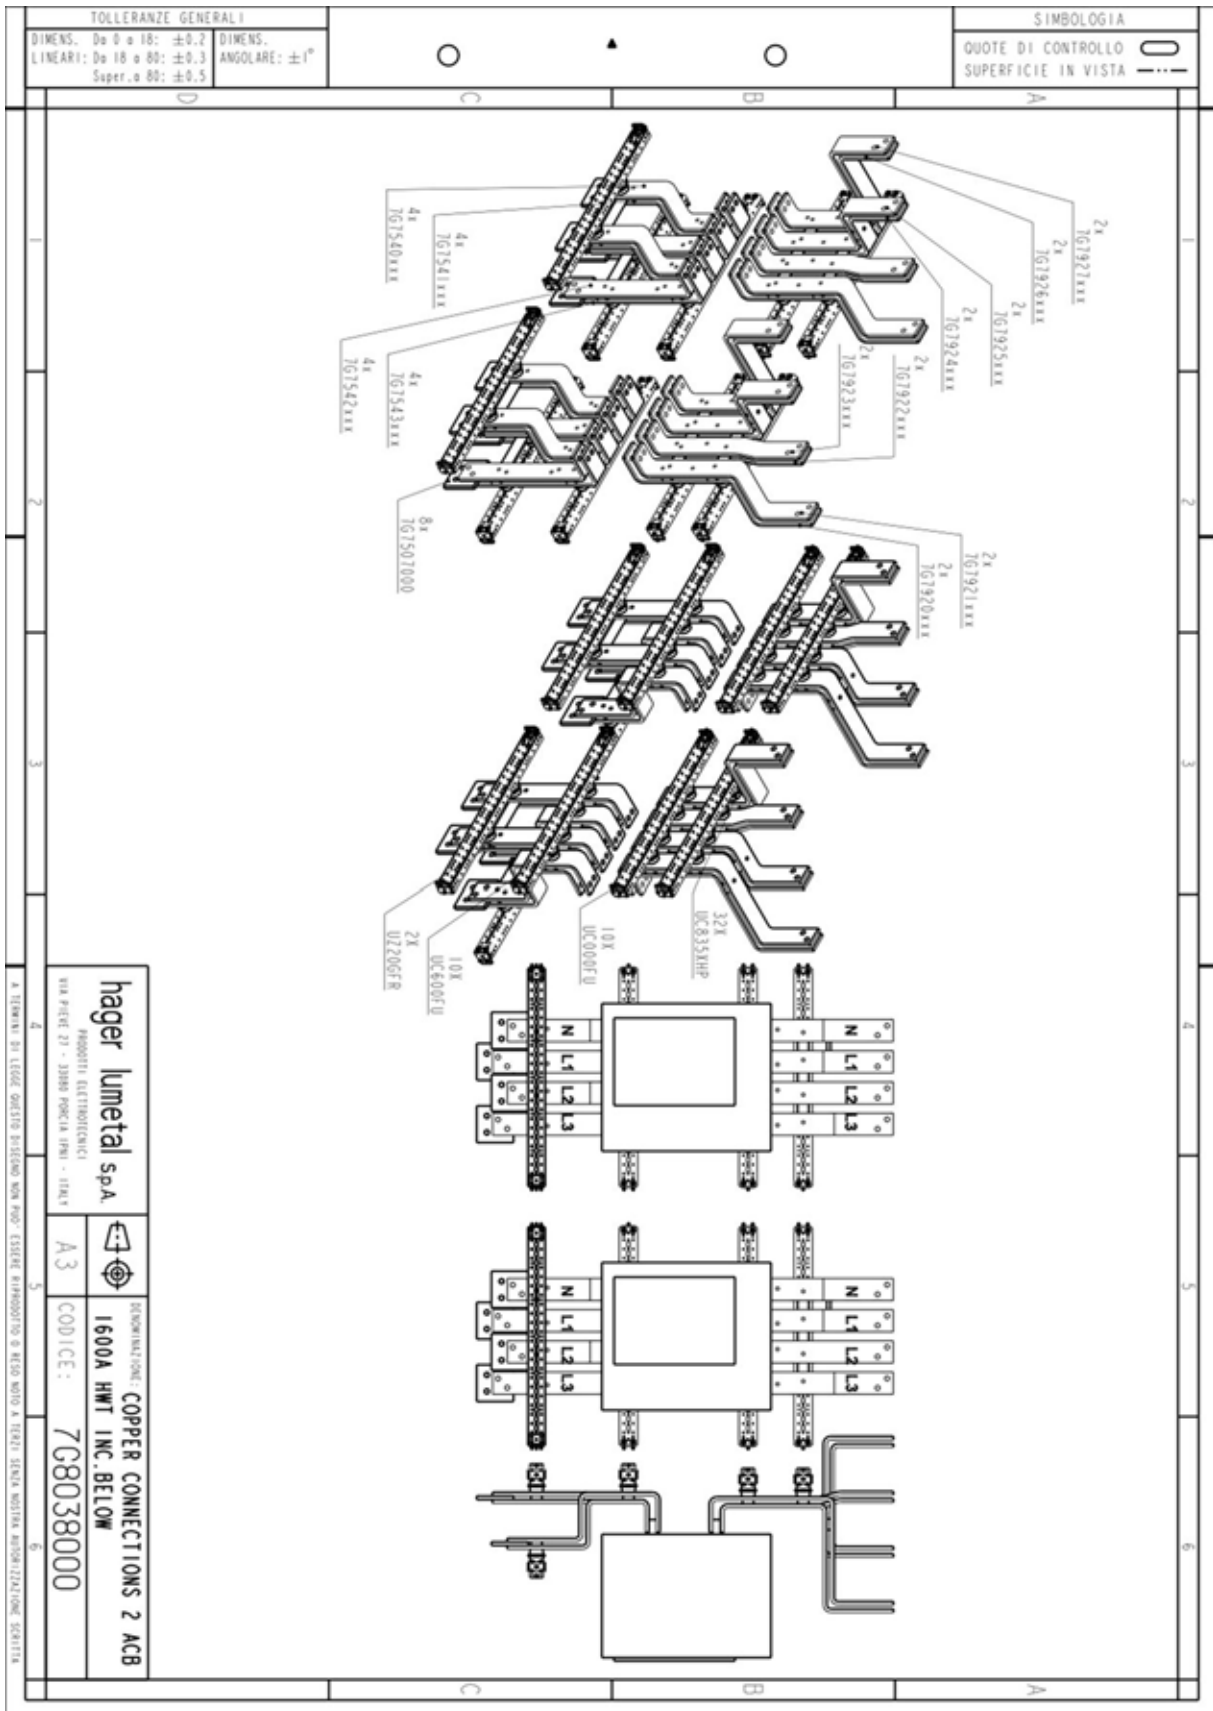 TOLLERANZE GENERALI
DIMENS. Da 0 a 18: ±0.2
LINEARI: Da 18 a 80: ±0.3
Super.a 80: ±0.5
DIMENS.
ANGOLARE: ±1°
SIMBOLOGIA
QUOTE DI CONTROLLO
SUPERFICIE IN VISTA
D
C
B
A
1
1
2x
7G7927xxx
2x
7G7926xxx
2x
7G7925xxx
2x
7G7924xxx
2x
7G7922xxx
2x
7G7923xxx
4x
7G7540xxx
4x
7G7541xxx
4x
7G7542xxx
4x
7G7543xxx
2
2
8x
7G7507000
2x
7G7921xxx
2x
7G7920xxx
3
3
32X
UC835XHP
10X
UC000FU
10X
UC600FU
2X
UZ20GFR
4
4
N
L1
L2
L3
N
L1
L2
L3
5
5
N
L1
L2
L3
N
L1
L2
L3
6
6
C
B
A
hager lumetal s.p.A.
PRODOTTI ELETTROTECNICI
VIA PIEVE 27 - 33080 PORCIA (PN) - ITALY
A3
DENOMINAZIONE: COPPER CONNECTIONS 2 ACB
1600A HWT INC.BELOW
CODICE: 7G8038000
A TERMINI DI LEGGE QUESTO DISEGNO NON PUO' ESSERE RIPRODOTTO O RESO NOTO A TERZI SENZA NOSTRA AUTORIZZAZIONE SCRITTA